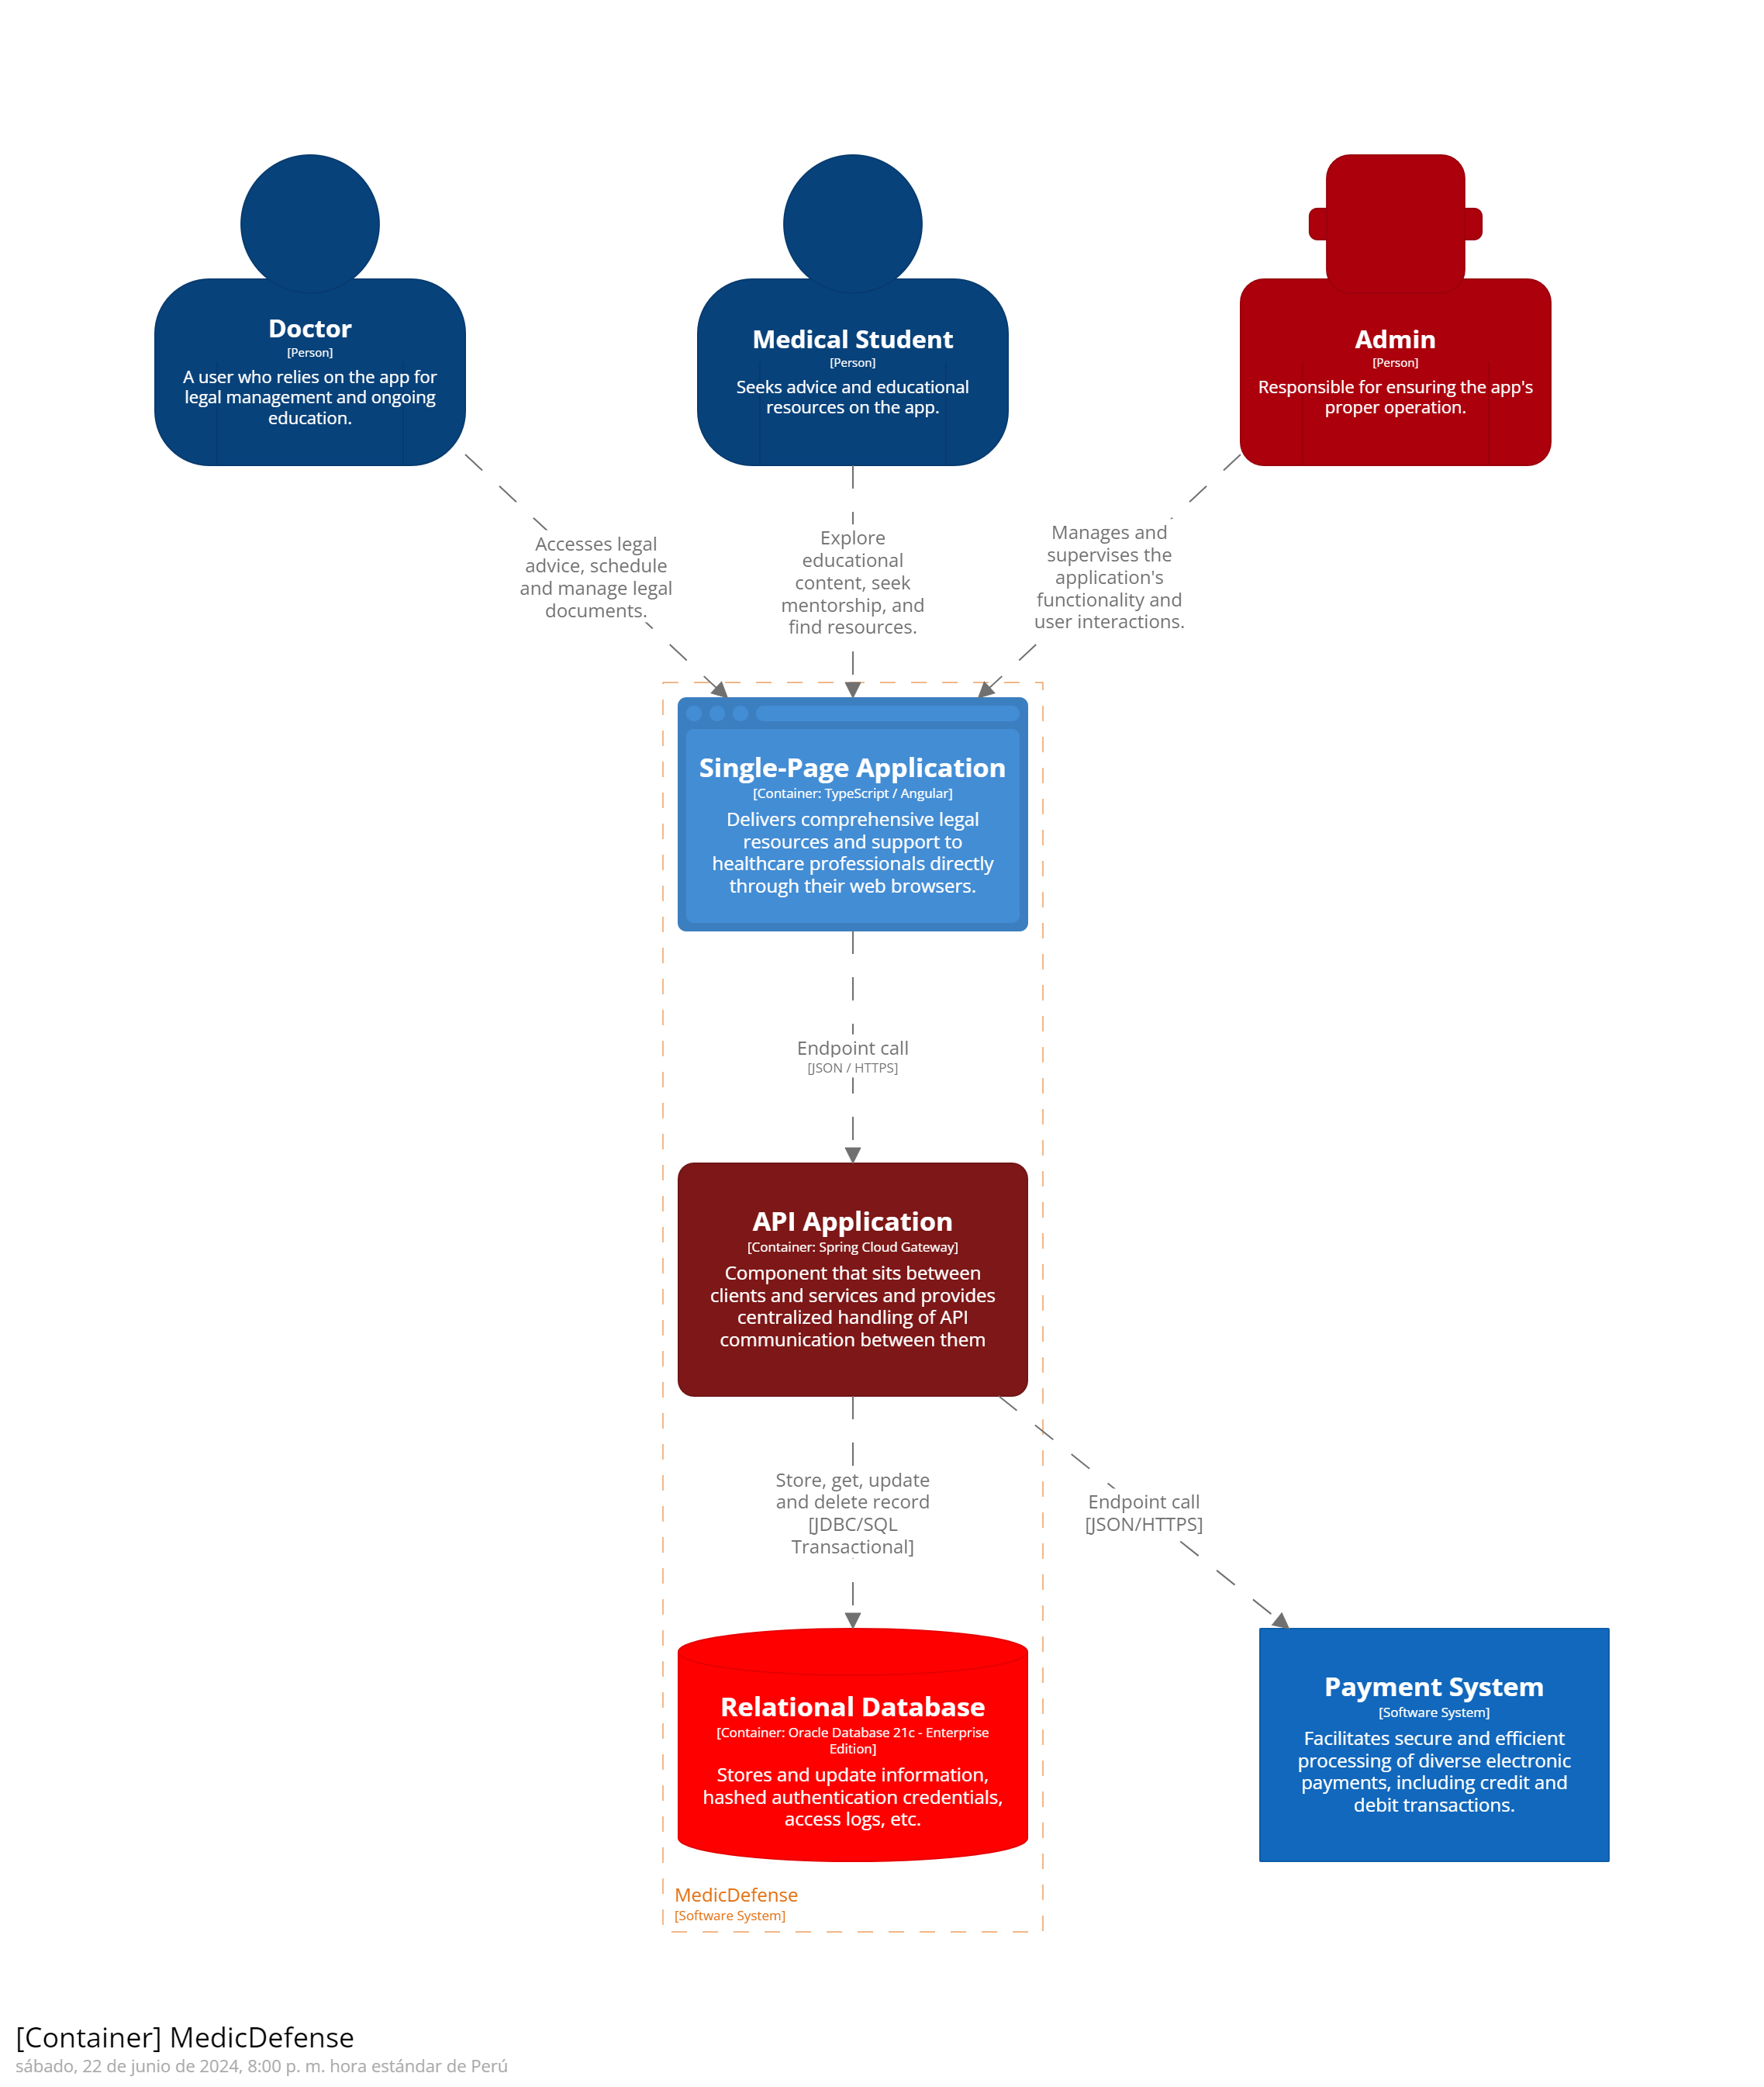 Doctor
[Person]
A user who relies on the app for
legal management and ongoing
education.
Medical Student
[Person]
Seeks advice and educational
resources on the app.
Admin
[Person]
Responsible for ensuring the app's
proper operation.
Accesses legal
advice, schedule
and manage legal
documents.
Explore
educational
content, seek
mentorship, and
find resources.
Manages and
supervises the
application's
functionality and
user interactions.
Single-Page Application
[Container: TypeScript / Angular]
Delivers comprehensive legal
resources and support to
healthcare professionals directly
through their web browsers.
Endpoint call
[JSON / HTTPS]
API Application
[Container: Spring Cloud Gateway]
Component that sits between
clients and services and provides
centralized handling of API
communication between them
Store, get, update
and delete record
[JDBC/SQL
Transactional]
Endpoint call
[JSON/HTTPS]
Relational Database
[Container: Oracle Database 21c - Enterprise
Edition]
Stores and update information,
hashed authentication credentials,
access logs, etc.
Payment System
[Software System]
Facilitates secure and efficient
processing of diverse electronic
payments, including credit and
debit transactions.
MedicDefense
[Software System]
[Container] MedicDefense
sábado, 22 de junio de 2024, 8:00 p. m. hora estándar de Perú